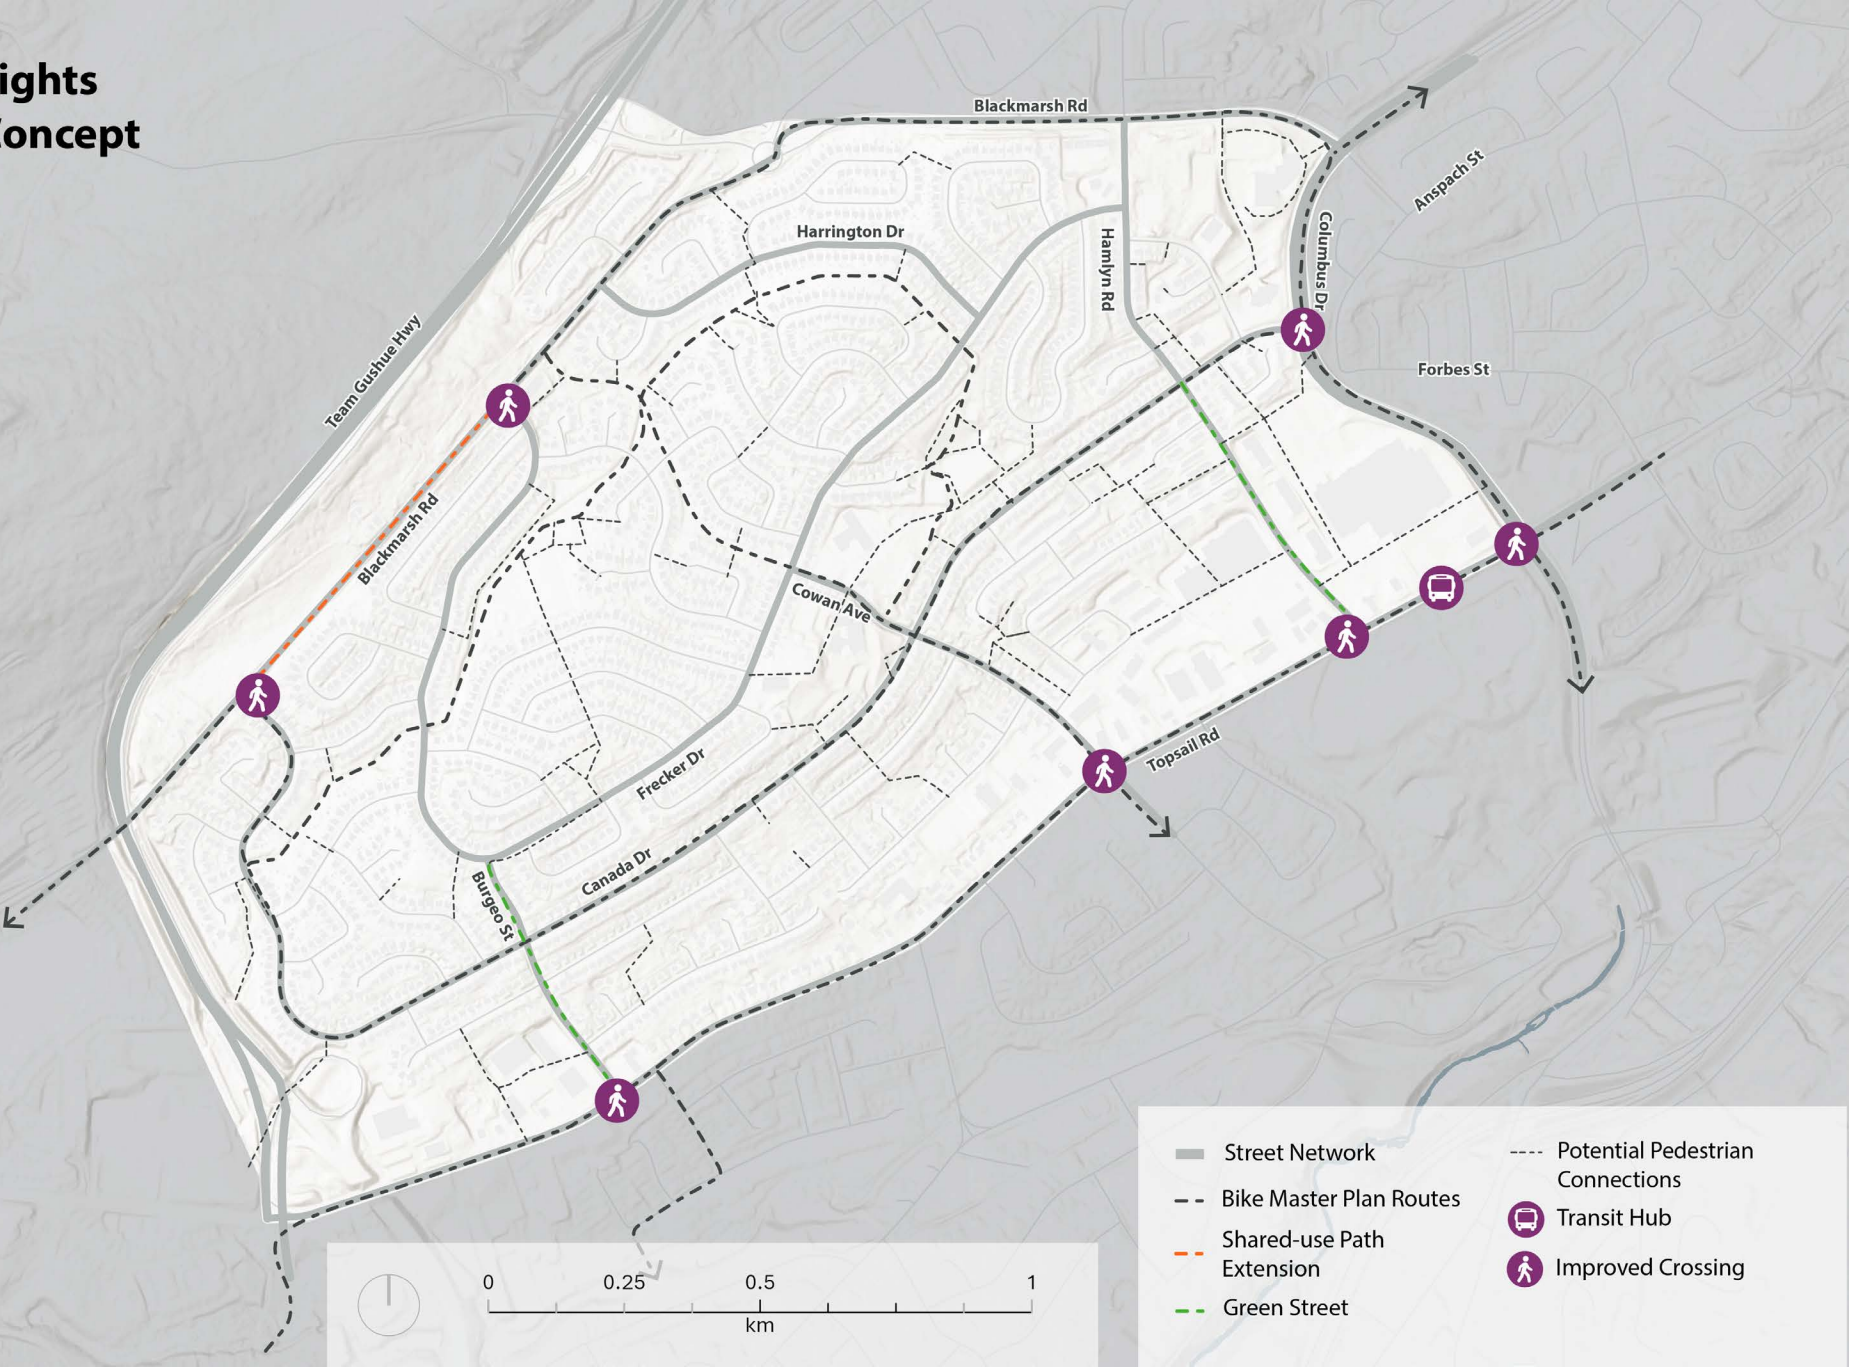 ights
Concept
Blackmarsh Rd
Anspach St
Harrington Dr
Hamlyn Rd
Columbus Dr
Team Gushue Hwy
Forbes St
Blackmarsh Rd
Cowan Ave
Topsail Rd
Frecker Dr
Canada Dr
Burgeo St
Street Network
Bike Master Plan Routes
Shared-use Path
Extension
Green Street
Potential Pedestrian
Connections
Transit Hub
Improved Crossing
0 0.25 0.5 1
km